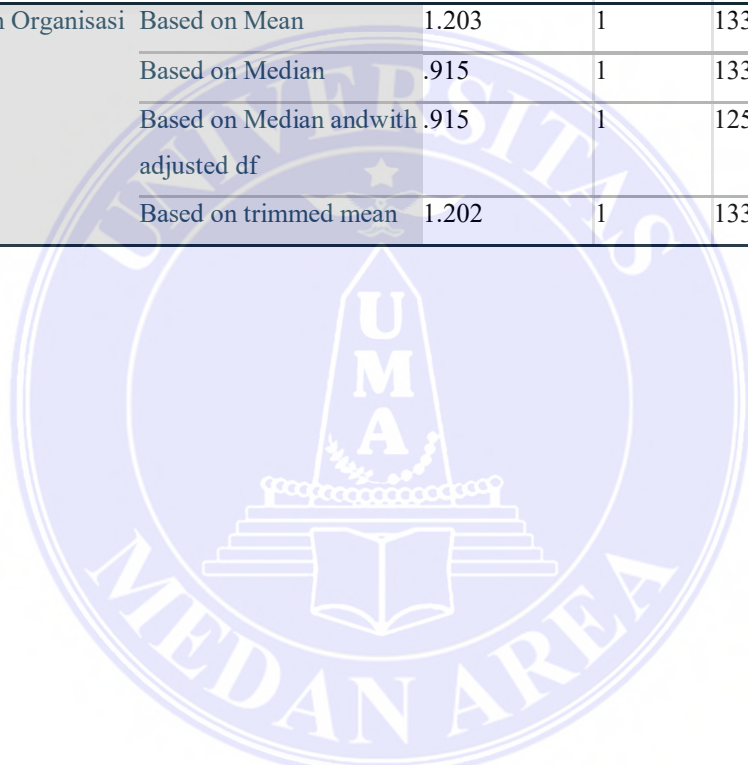 n Organisasi Based on Mean 1.203 1 133
Based on Median .915 1 133
Based on Median andwith .915 1 125
adjusted df
Based on trimmed mean 1.202 1 133
UNIVERSITAS
U
M
A
MEDAN AREA